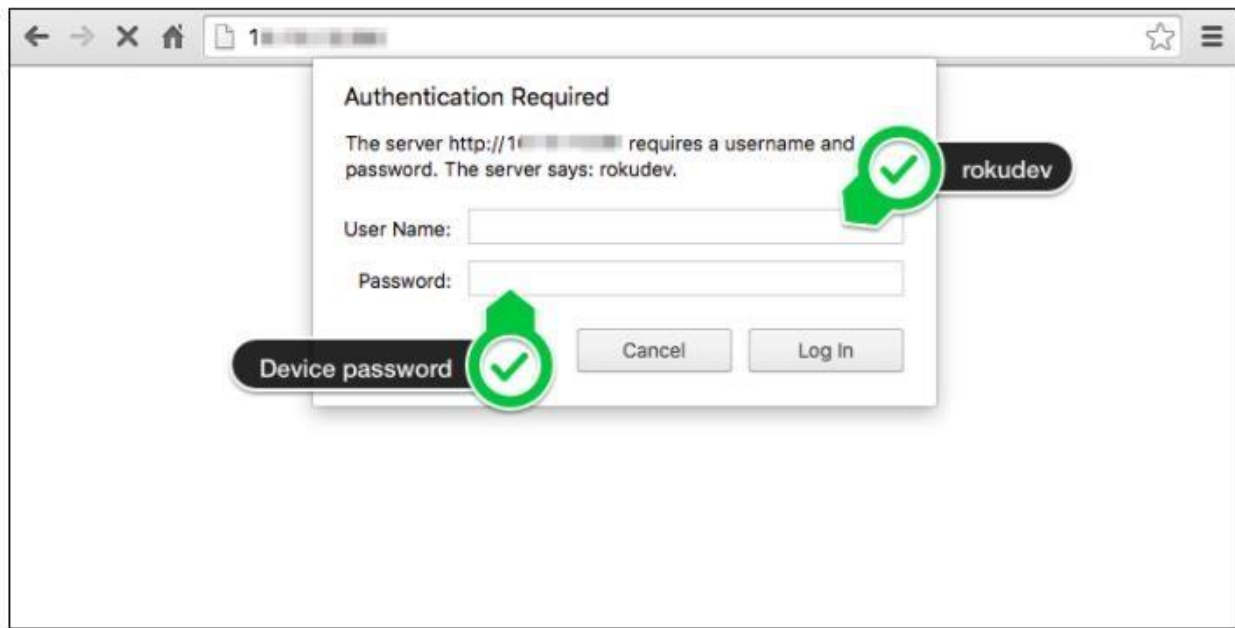 1
Authentication Required
The server http://1 requires a username and
password. The server says: rokudev.
rokudev
User Name:
Password:
Device password
Cancel
Log In